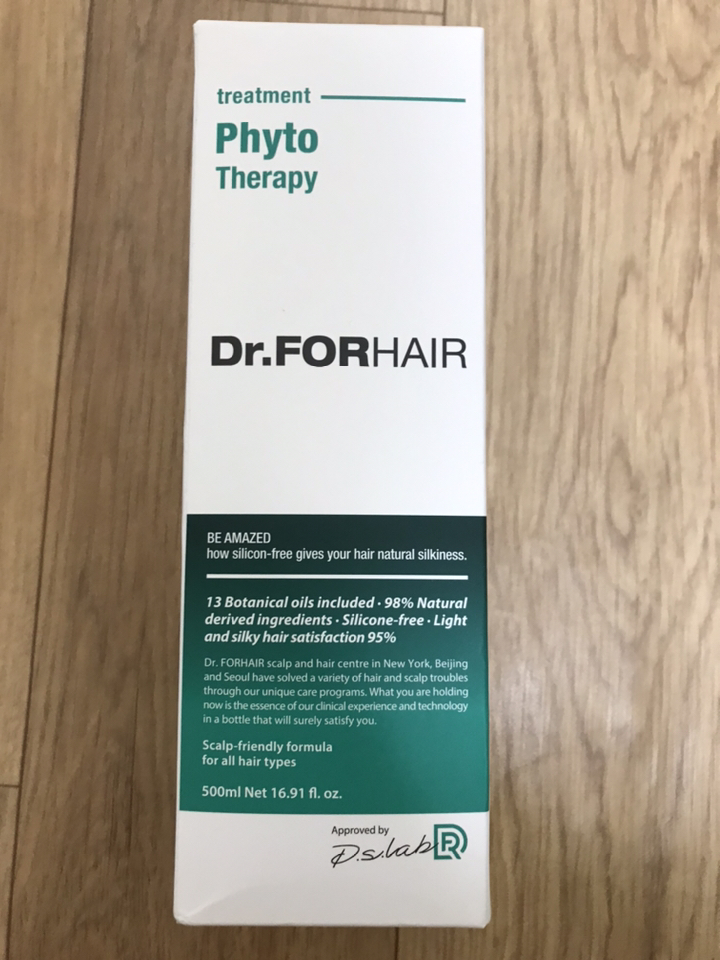 treatment
Phyto
Therapy
Dr.FORHAIR
BE AMAZED
how silicon-free gives your hair natural silkiness.
13 Botanical oils included · 98% Natural
derived ingredients · Silicone-free · Light
and silky hair satisfaction 95%
Dr. FORHAIR scalp and hair centre in New York, Beijing
and Seoul have solved a variety of hair and scalp troubles
through our unique care programs. What you are holding
now is the essence of our clinical experience and technology
in a bottle that will surely satisfy you.
Scalp-friendly formula
for all hair types
500ml Net 16.91 fl. oz.
Approved by
D.s.lab